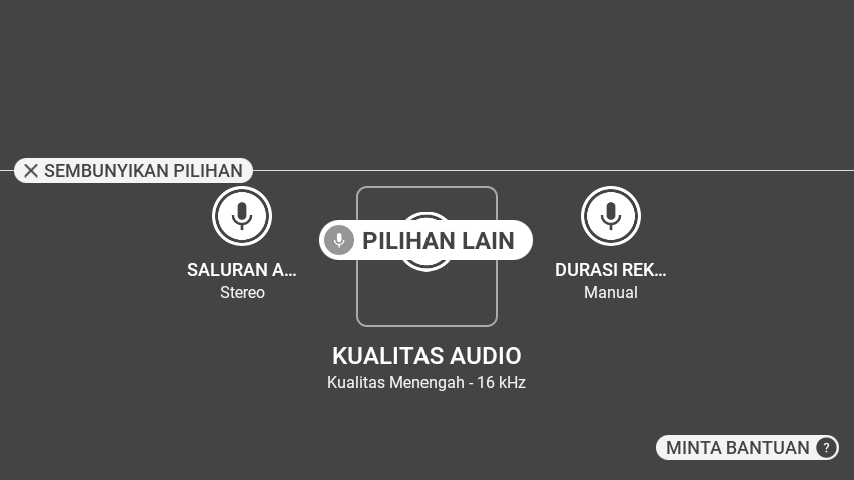 SEMBUNYIKAN PILIHAN
PILIHAN LAIN
SALURAN A...
Stereo
DURASI REK...
Manual
KUALITAS AUDIO
Kualitas Menengah - 16 kHz
MINTA BANTUAN ?